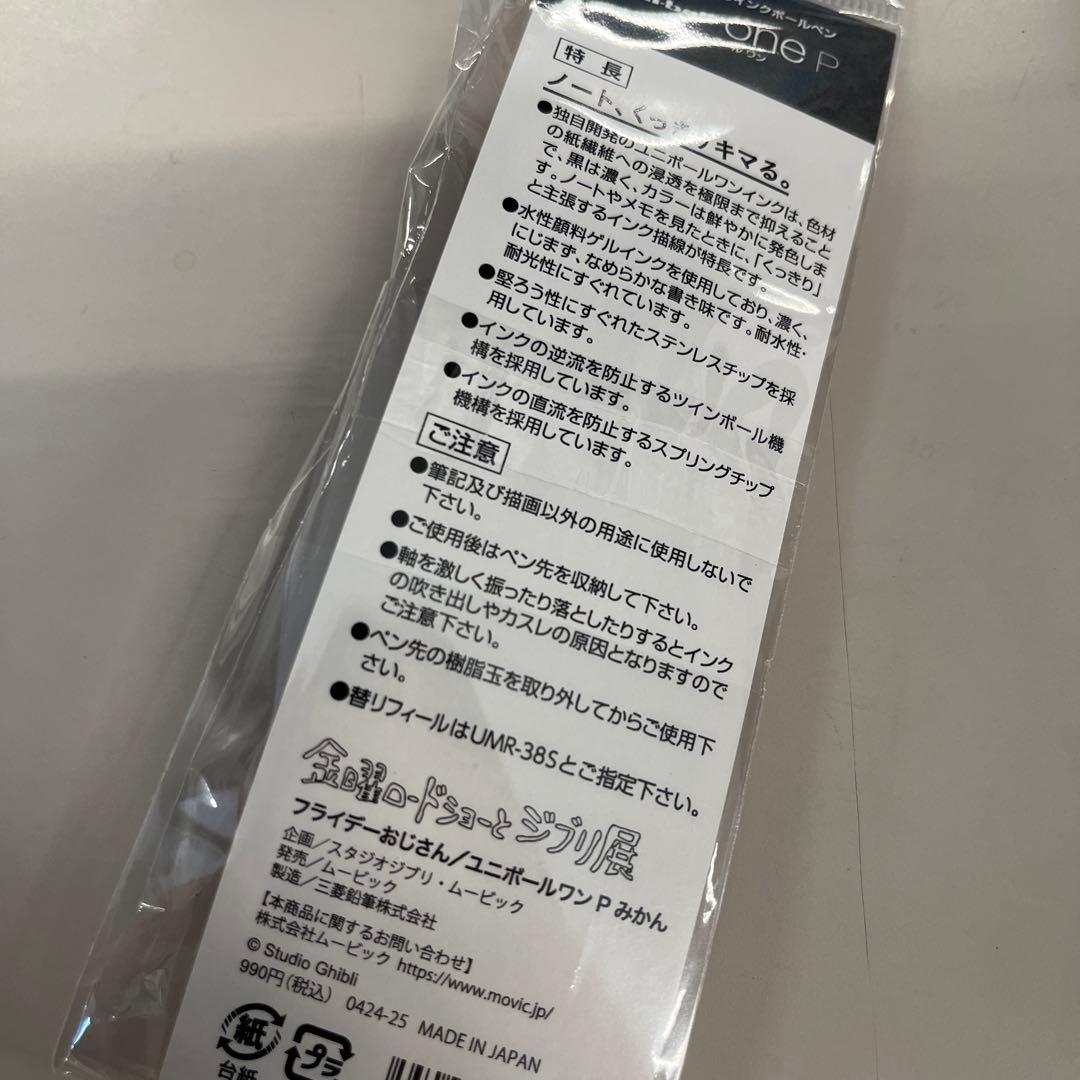 インクボールペン
one P
ルワン
特長
ノート、くっきりキマる。
●独自開発のユニボールワンインクは、色材
の紙繊維への浸透を極限まで抑えること
で、黒は濃く、カラーは鮮やかに発色しま
す。ノートやメモを見たときに、「くっきり」
と主張するインク描線が特長です。
●水性顔料ゲルインクを使用しており、濃く、
にじまず、なめらかな書き味です。耐水性・
耐光性にすぐれています。
●堅ろう性にすぐれたステンレスチップを採
用しています。
●インクの逆流を防止するツインボール機
構を採用しています。
●インクの直流を防止するスプリングチップ
機構を採用しています。
ご注意
●筆記及び描画以外の用途に使用しないで
下さい。
●ご使用後はペン先を収納して下さい。
●軸を激しく振ったり落としたりするとインク
の吹き出しやカスレの原因となりますので
ご注意下さい。
●ペン先の樹脂玉を取り外してからご使用下
さい。
●替リフィールはUMR-38Sとご指定下さい。
金曜ロードショーとジブリ展
フライデーおじさん/ユニボールワン P みかん
企画/スタジオジブリ・ムービック
発売/ムービック
製造/三菱鉛筆株式会社
【本商品に関するお問い合わせ】
株式会社ムービック https://www.movic.jp/
© Studio Ghibli
990円(税込) 0424-25 MADE IN JAPAN
紙
プラ
台紙